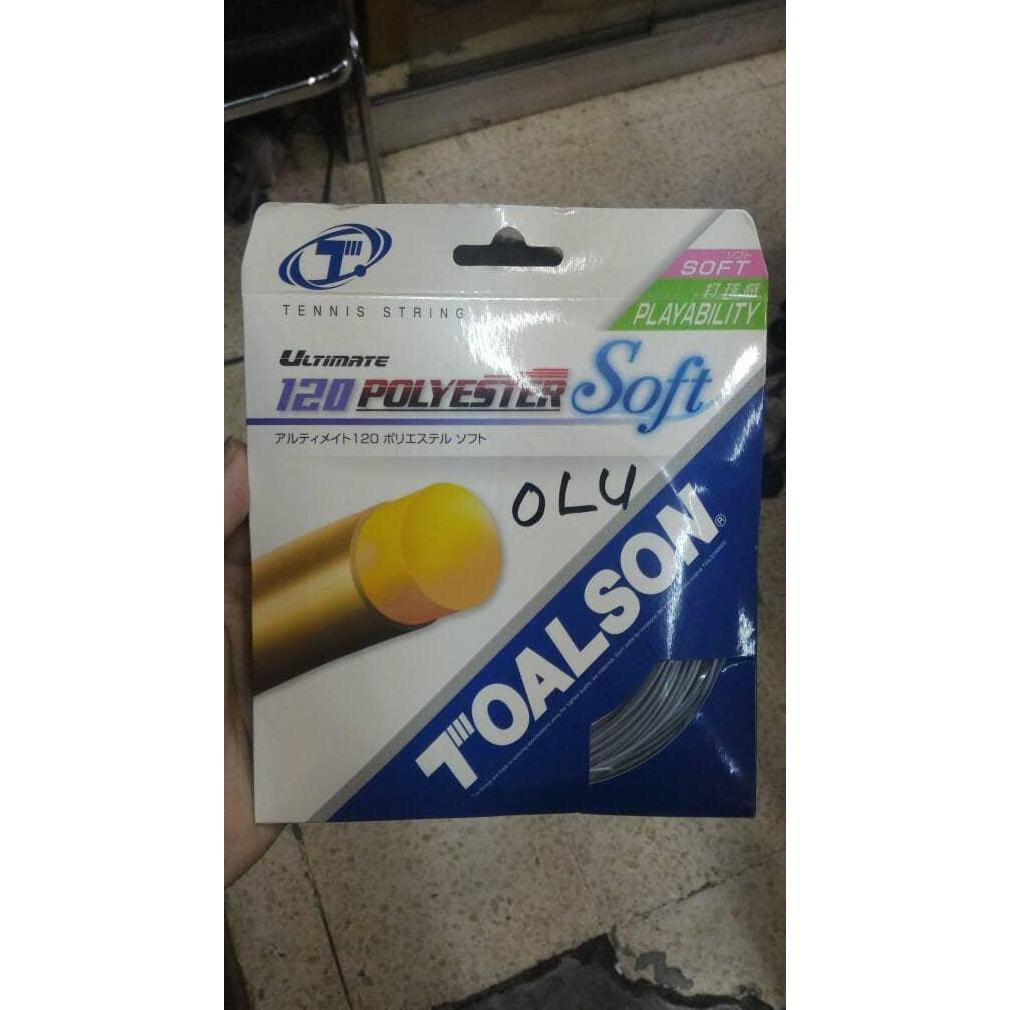 ソフト
SOFT
打球感
PLAYABILITY
TENNIS STRING
ULTIMATE
120 POLYESTER Soft
アルティメイト120 ポリエステル ソフト
OLU
TOALSON®